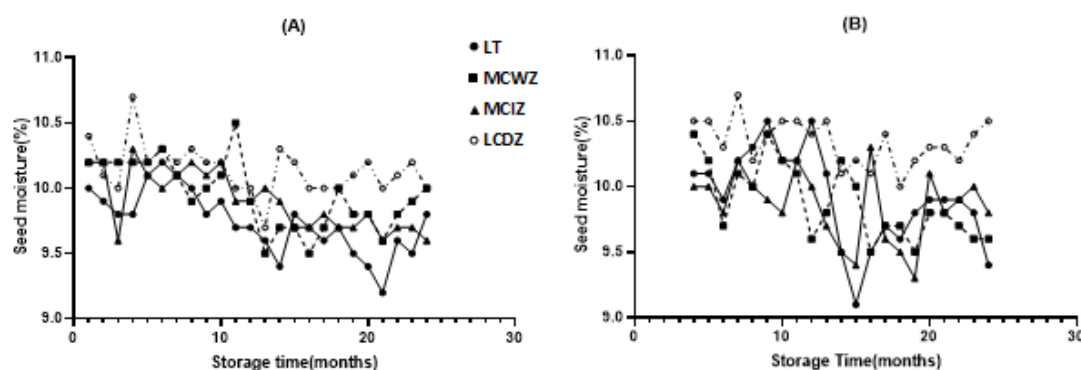 (A)
Seed moisture(%)
11.0
10.5
10.0
9.5
9.0
0
10
20
30
Storage time(months)
LT
MCWZ
MCIZ
LCDZ
(B)
Seed moisture(%)
11.0
10.5
10.0
9.5
9.0
0
10
20
30
Storage Time(months)